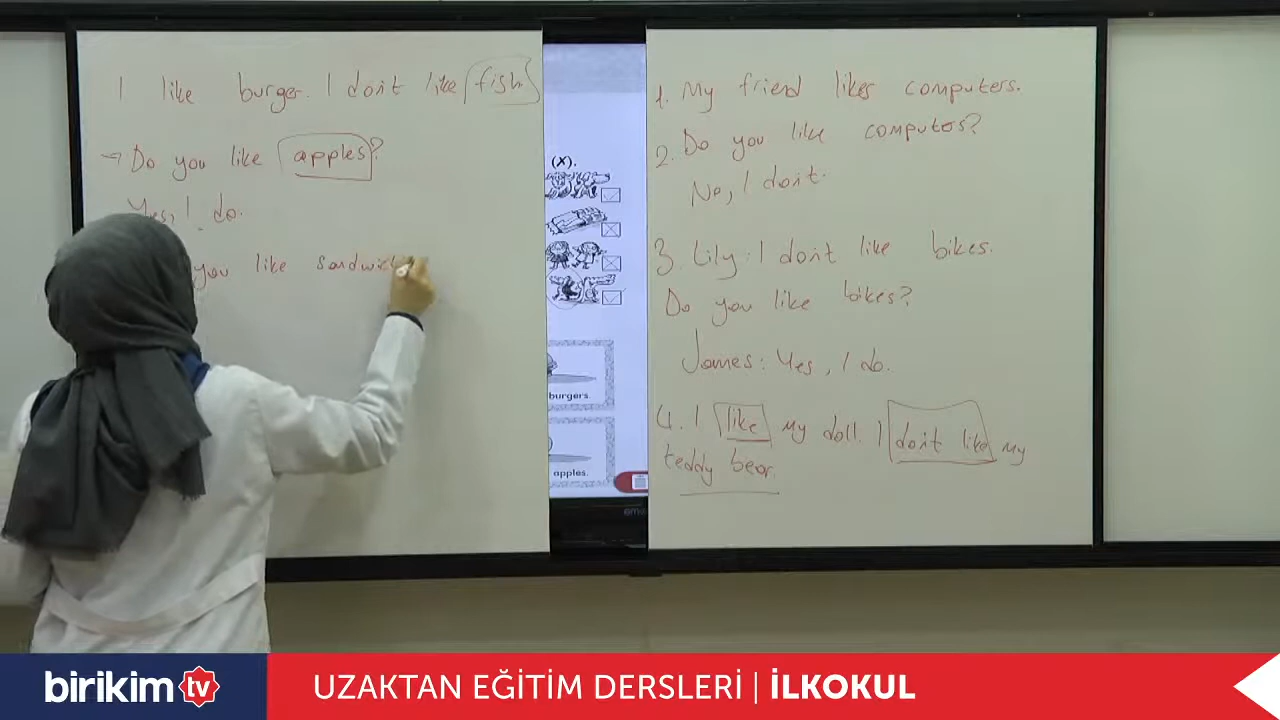 I like burger. I don't like fish
→ Do you like apples?
Yes, I do.
you like sandwich
(X).
burgers.
apples.
1. My friend likes computers.
2. Do you like computers?
No, I don't.
3. Lily: I don't like bikes.
Do you like bikes?
James: Yes, I do.
4. I like my doll. I don't like my
teddy bear.
birikim tv
UZAKTAN EĞİTİM DERSLERİ | İLKOKUL